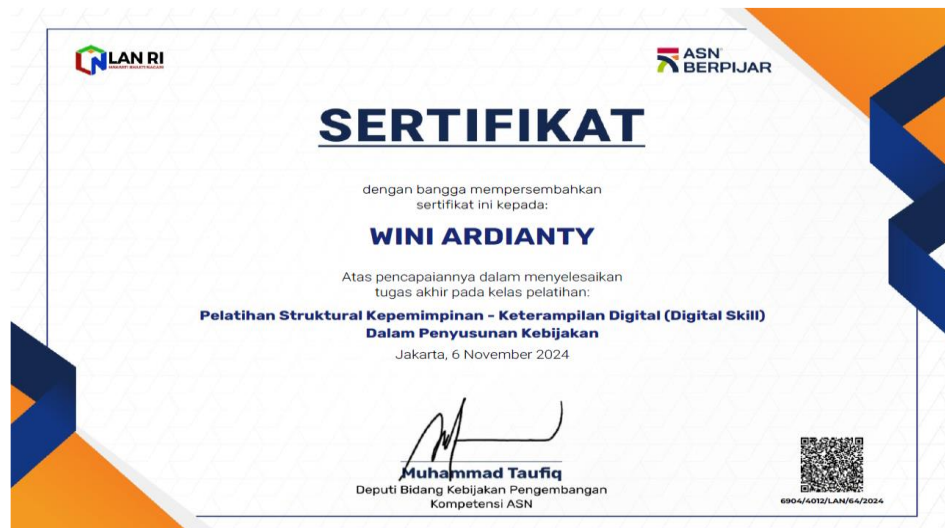 LAN RI
ASN
BERPIJAR
SERTIFIKAT
dengan bangga mempersembahkan
sertifikat ini kepada:
WINI ARDIANTY
Atas pencapaiannya dalam menyelesaikan
tugas akhir pada kelas pelatihan:
Pelatihan Struktural Kepemimpinan - Keterampilan Digital (Digital Skill)
Dalam Penyusunan Kebijakan
Jakarta, 6 November 2024
Muhammad Taufiq
Deputi Bidang Kebijakan Pengembangan
Kompetensi ASN
6904/4012/LAN/64/2024